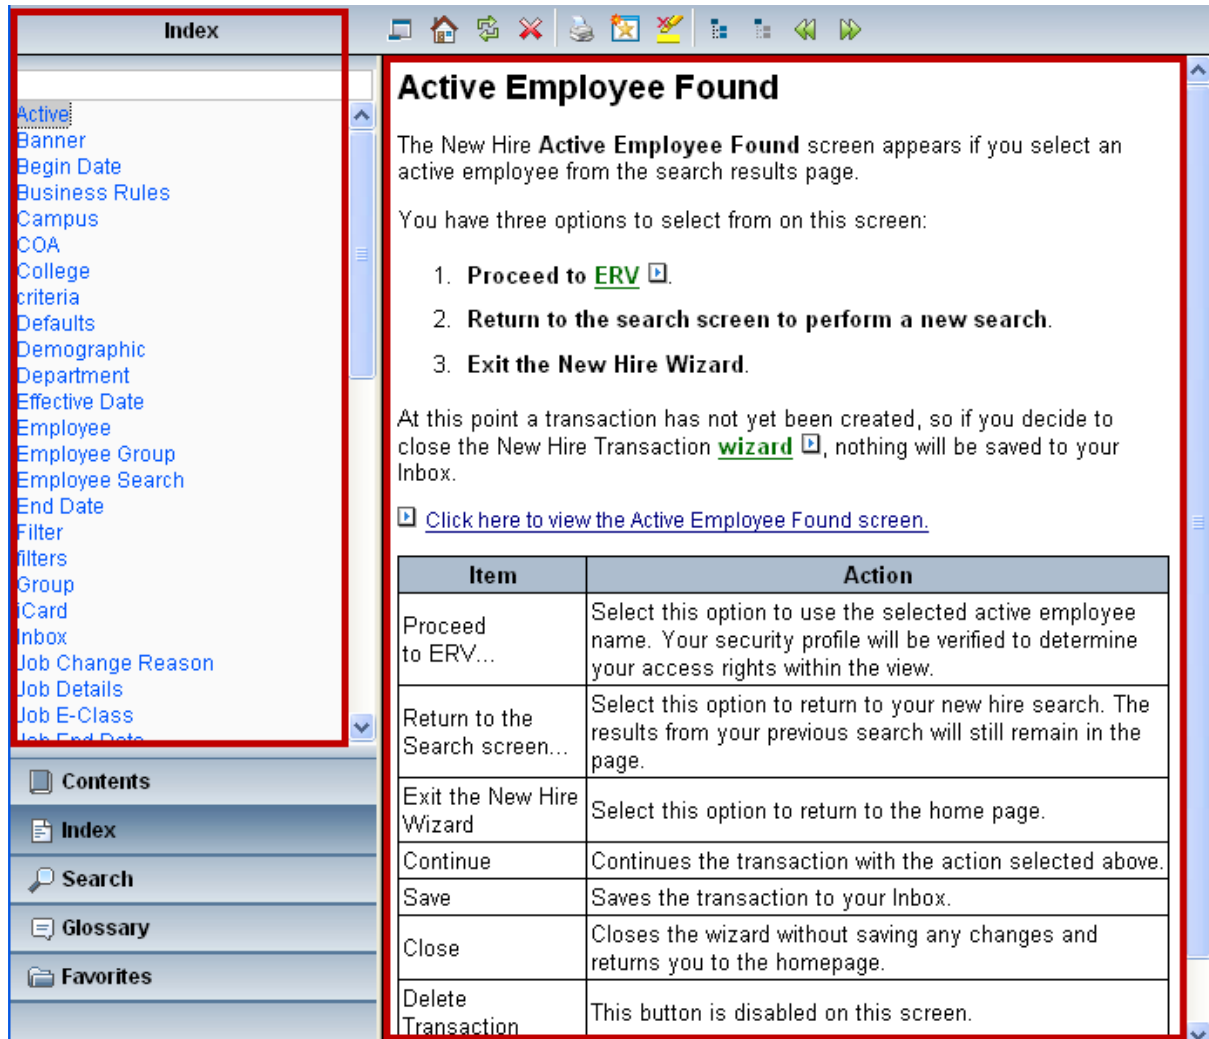 Index
Active
Banner
Begin Date
Business Rules
Campus
COA
College
criteria
Defaults
Demographic
Department
Effective Date
Employee
Employee Group
Employee Search
End Date
Filter
filters
Group
iCard
Inbox
Job Change Reason
Job Details
Job E-Class
Job End Date
Contents
Index
Search
Glossary
Favorites
Active Employee Found
The New Hire Active Employee Found screen appears if you select an
active employee from the search results page.
You have three options to select from on this screen:
1. Proceed to ERV.
2. Return to the search screen to perform a new search.
3. Exit the New Hire Wizard.
At this point a transaction has not yet been created, so if you decide to
close the New Hire Transaction wizard, nothing will be saved to your
Inbox.
Click here to view the Active Employee Found screen.
Item Action
Proceed
to ERV...
Select this option to use the selected active employee
name. Your security profile will be verified to determine
your access rights within the view.
Return to the
Search screen...
Select this option to return to your new hire search. The
results from your previous search will still remain in the
page.
Exit the New Hire
Wizard
Select this option to return to the home page.
Continue
Continues the transaction with the action selected above.
Save
Saves the transaction to your Inbox.
Close
Closes the wizard without saving any changes and
returns you to the homepage.
Delete
Transaction
This button is disabled on this screen.